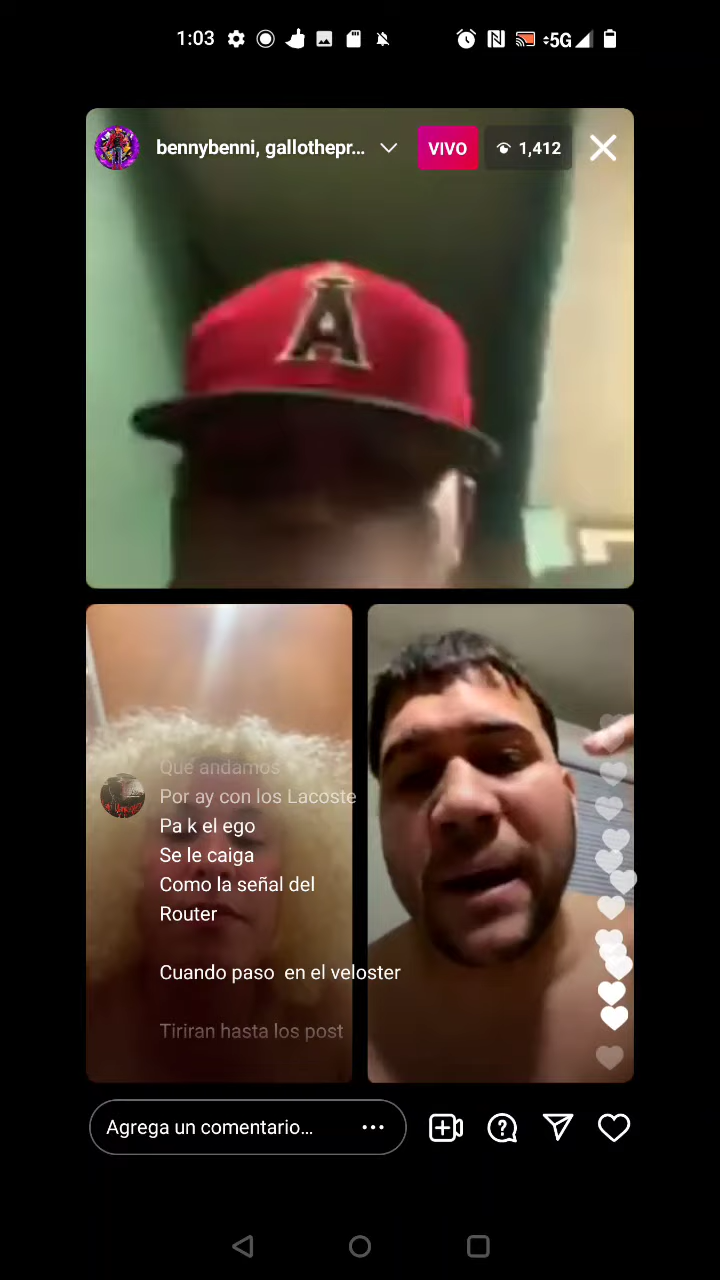 1:03
5G
bennybenni, gallothepr...
VIVO
1,412
A
Que andamos
Por ay con los Lacoste
Pa k el ego
Se le caiga
Como la señal del
Router
Cuando paso en el veloster
Tiriran hasta los post
Agrega un comentario...